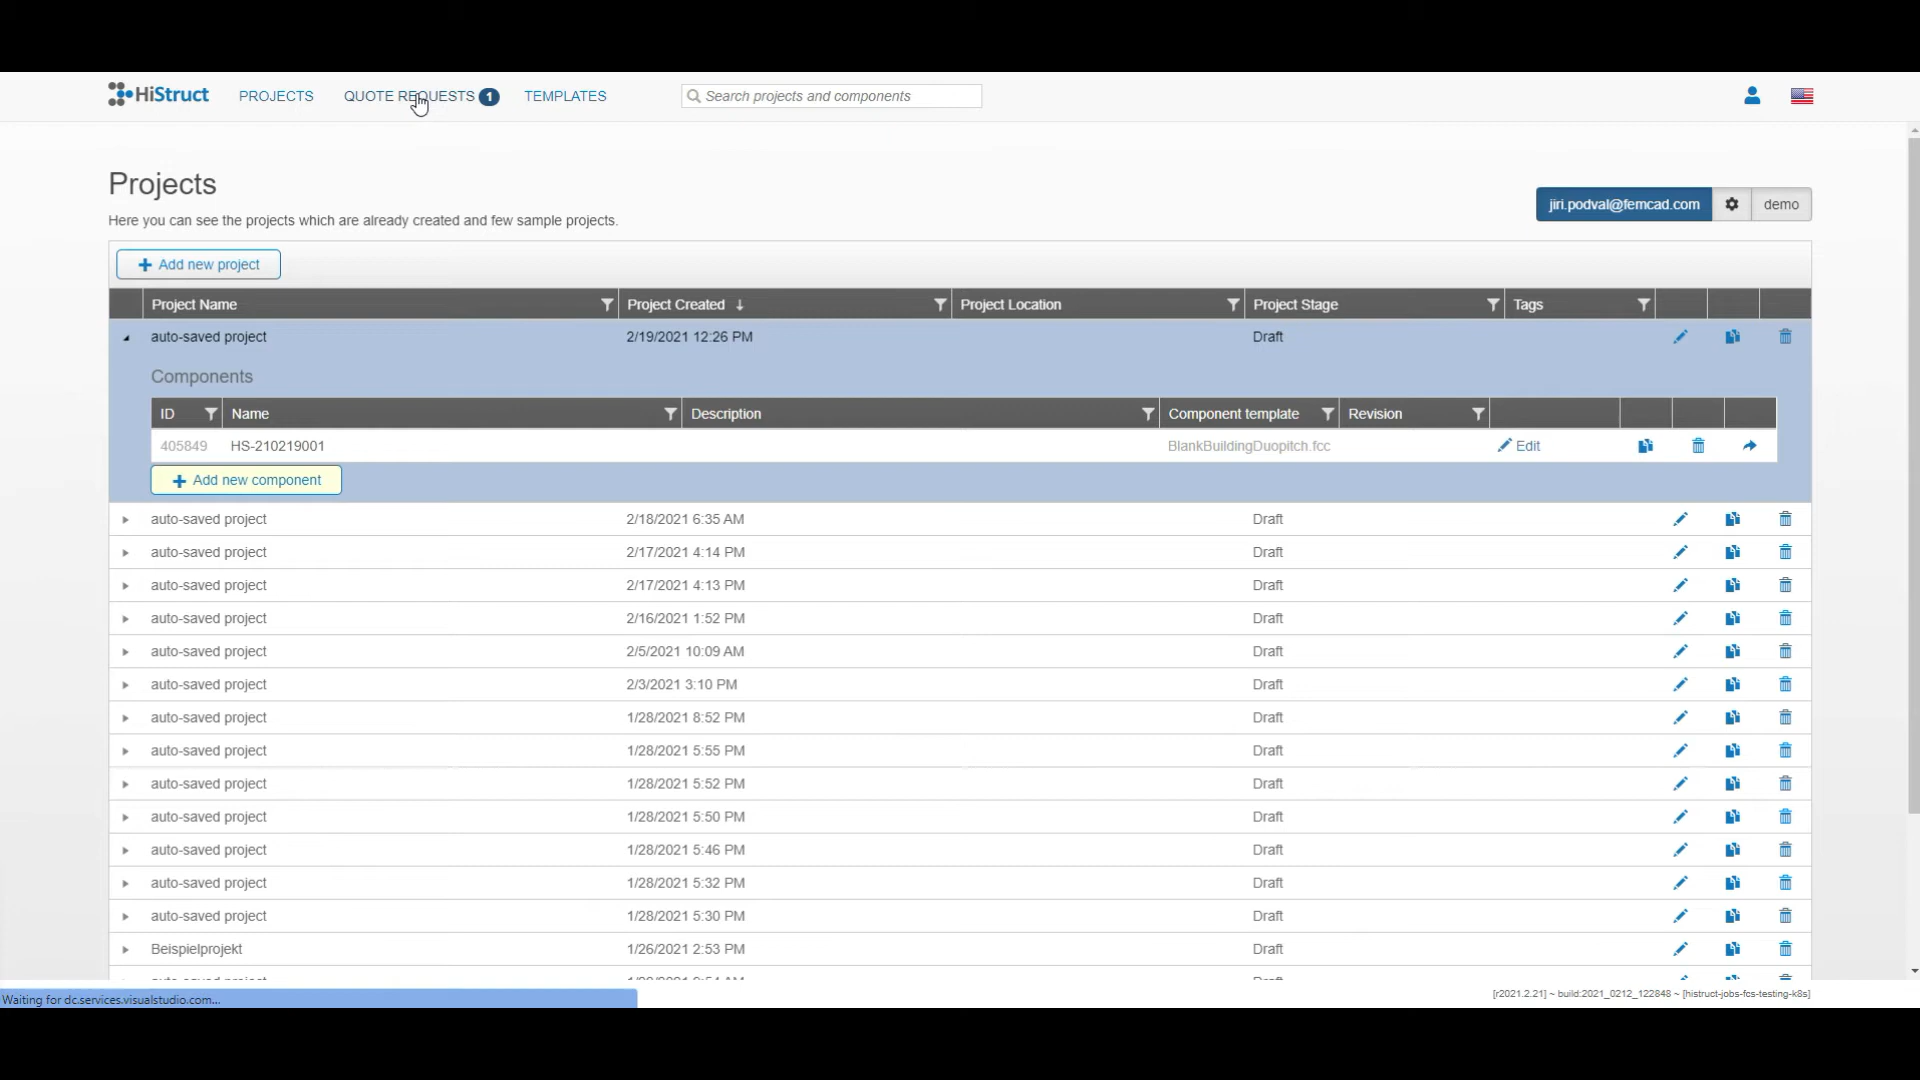 HiStruct PROJECTS QUOTE REQUESTS 1 TEMPLATES Search projects and components
Projects
Here you can see the projects which are already created and few sample projects.
jiri.podval@femcad.com demo
Add new project
Project Name Project Created ↓ Project Location Project Stage Tags
auto-saved project 2/19/2021 12:26 PM Draft
Components
ID Name Description Component template Revision
405849 HS-210219001 BlankBuildingDuopitch.fcc Edit
Add new component
auto-saved project 2/18/2021 6:35 AM Draft
auto-saved project 2/17/2021 4:14 PM Draft
auto-saved project 2/17/2021 4:13 PM Draft
auto-saved project 2/16/2021 1:52 PM Draft
auto-saved project 2/5/2021 10:09 AM Draft
auto-saved project 2/3/2021 3:10 PM Draft
auto-saved project 1/28/2021 8:52 PM Draft
auto-saved project 1/28/2021 5:55 PM Draft
auto-saved project 1/28/2021 5:52 PM Draft
auto-saved project 1/28/2021 5:50 PM Draft
auto-saved project 1/28/2021 5:46 PM Draft
auto-saved project 1/28/2021 5:32 PM Draft
auto-saved project 1/28/2021 5:30 PM Draft
Beispielprojekt 1/26/2021 2:53 PM Draft
Waiting for dc.services.visualstudio.com...
[r2021.2.21] ~ build:2021_0212_122848 ~ [histruct-jobs-fcs-testing-k8s]